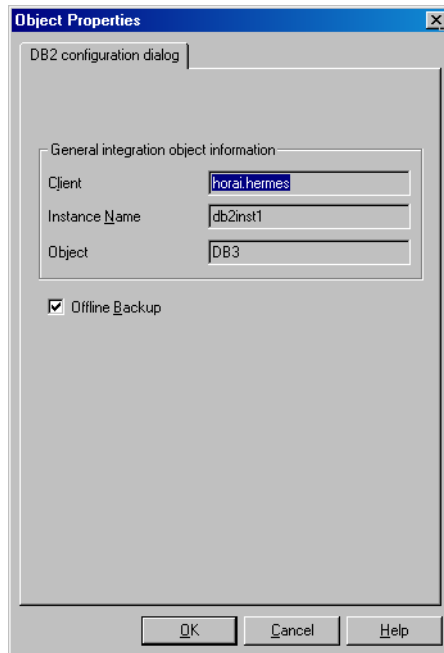 Object Properties
DB2 configuration dialog
General integration object information
Client horai.hermes
Instance Name db2inst1
Object DB3
Offline Backup
OK Cancel Help